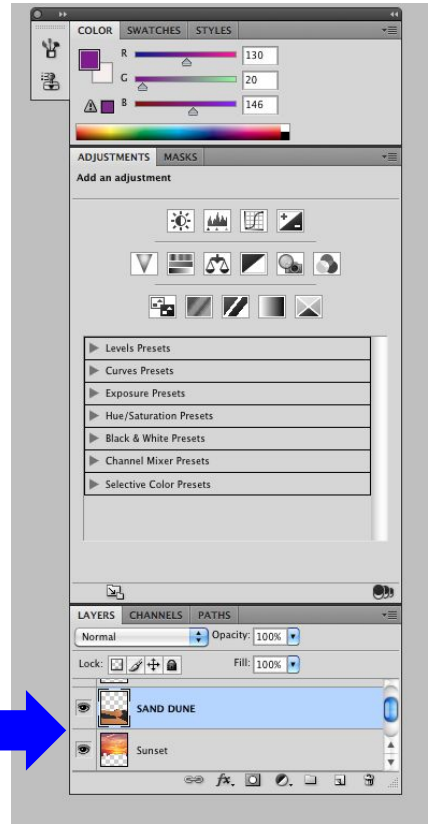 COLOR SWATCHES STYLES
R 130
G 20
B 146
ADJUSTMENTS MASKS
Add an adjustment
Levels Presets
Curves Presets
Exposure Presets
Hue/Saturation Presets
Black & White Presets
Channel Mixer Presets
Selective Color Presets
LAYERS CHANNELS PATHS
Normal Opacity: 100%
Lock: Fill: 100%
SAND DUNE
Sunset
fx.